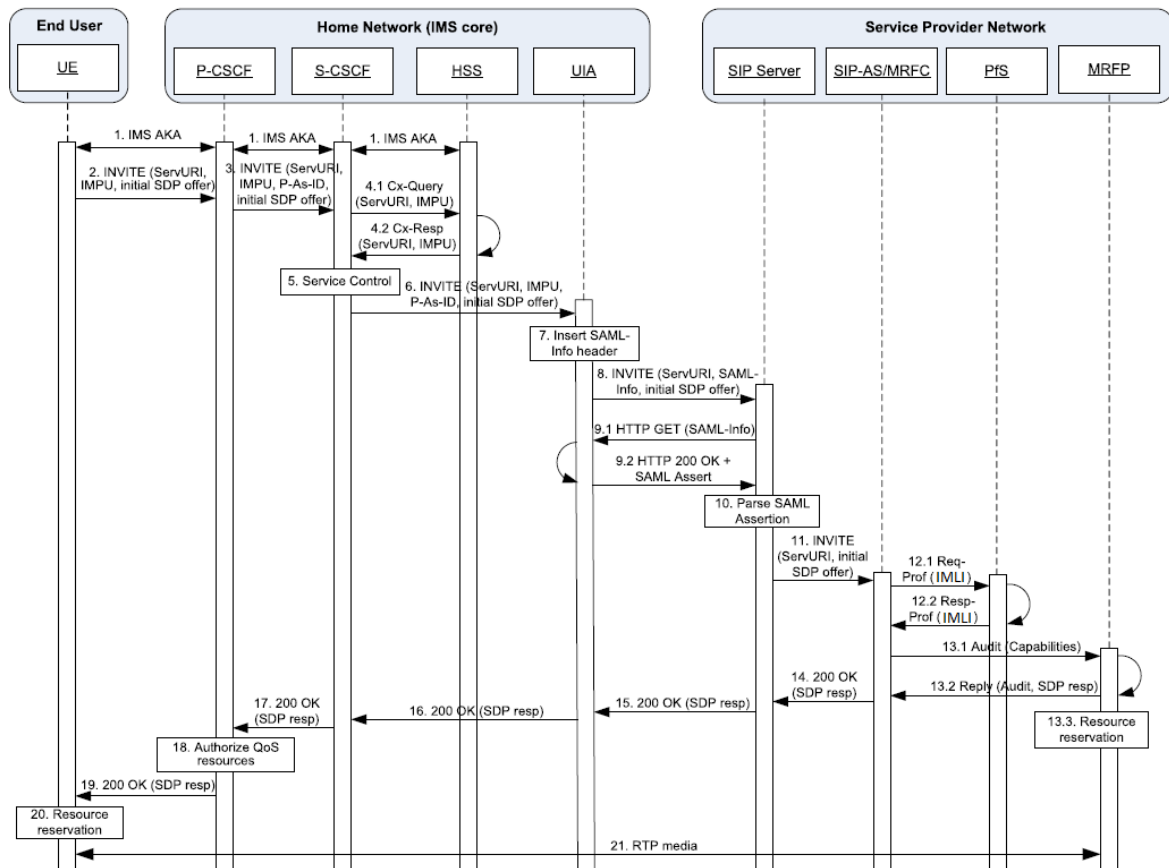 End User
Home Network (IMS core)
Service Provider Network
UE
P-CSCF
S-CSCF
HSS
UIA
SIP Server
SIP-AS/MRFC
PfS
MRFP
1. IMS AKA
1. IMS AKA
1. IMS AKA
2. INVITE (ServURI,
IMPU, initial SDP offer)
3. INVITE (ServURI,
IMPU, P-As-ID,
initial SDP offer)
4.1 Cx-Query
(ServURI, IMPU)
4.2 Cx-Resp
(ServURI, IMPU)
5. Service Control
6. INVITE (ServURI, IMPU,
P-As-ID, initial SDP offer)
7. Insert SAML-
Info header
8. INVITE (ServURI, SAML-
Info, initial SDP offer)
9.1 HTTP GET (SAML-Info)
9.2 HTTP 200 OK +
SAML Assert
10. Parse SAML
Assertion
11. INVITE
(ServURI, initial
SDP offer)
12.1 Req-
Prof (IMLI)
12.2 Resp-
Prof (IMLI)
13.1 Audit (Capabilities)
13.2 Reply (Audit, SDP resp)
13.3. Resource
reservation
14. 200 OK
(SDP resp)
15. 200 OK (SDP resp)
16. 200 OK (SDP resp)
17. 200 OK
(SDP resp)
18. Authorize QoS
resources
19. 200 OK (SDP resp)
20. Resource
reservation
21. RTP media